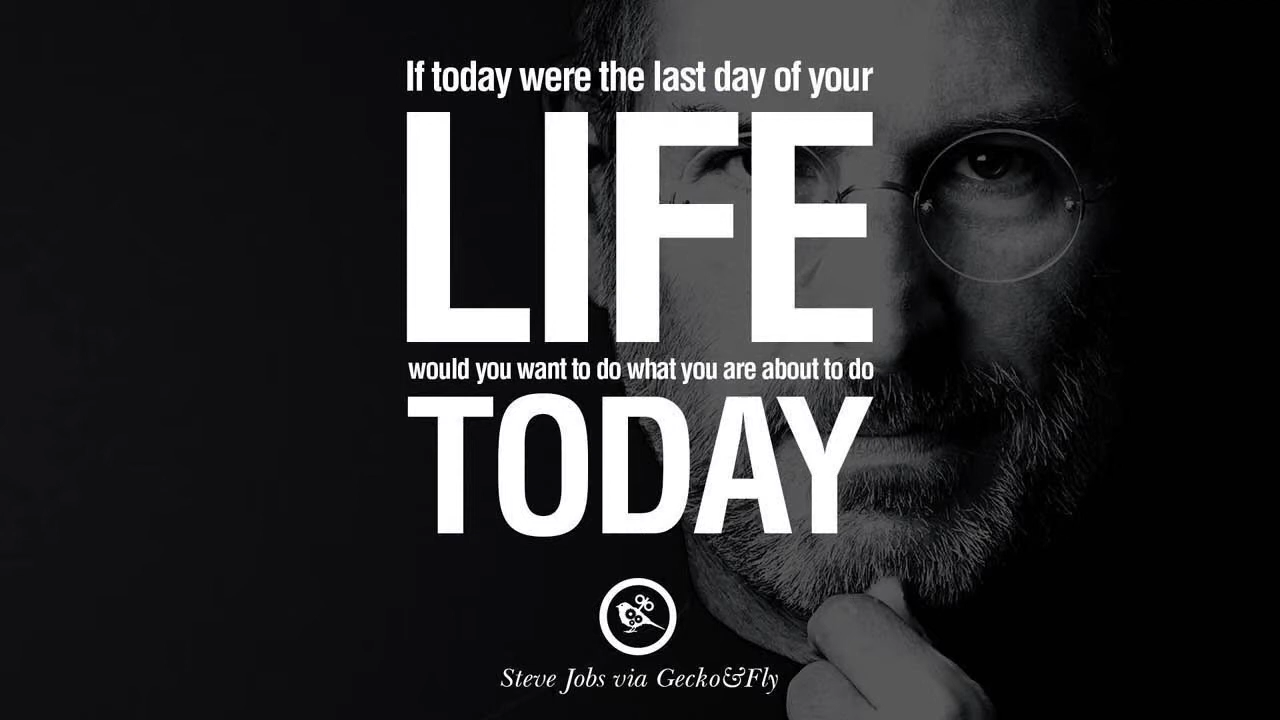 If today were the last day of your
LIFE
would you want to do what you are about to do
TODAY
Steve Jobs via Gecko&Fly